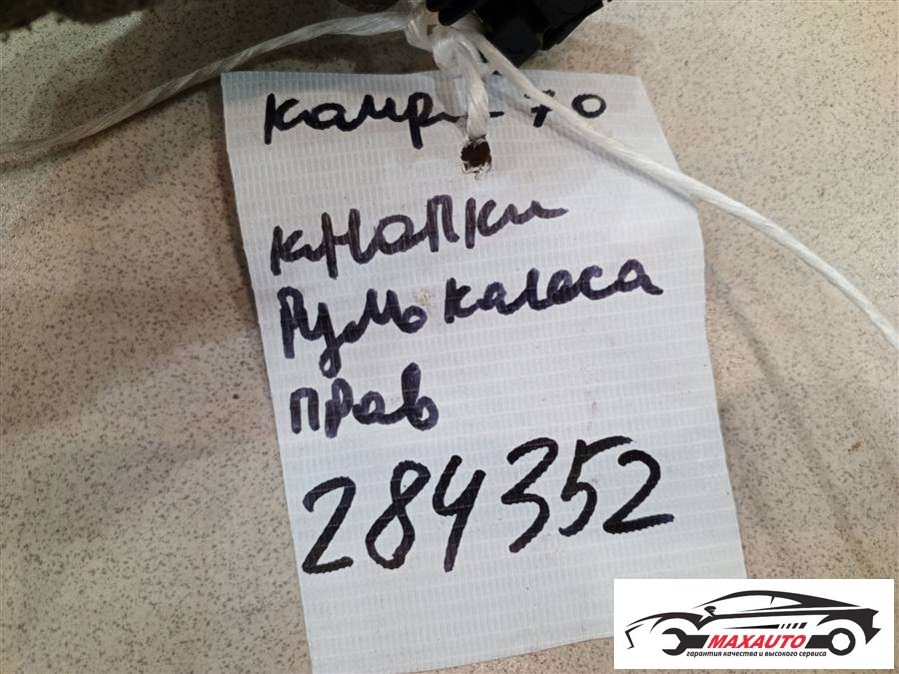 камри 70
кнопки
руль колеса
прав
284352
MAXAUTO
гарантия качества и высокого сервиса